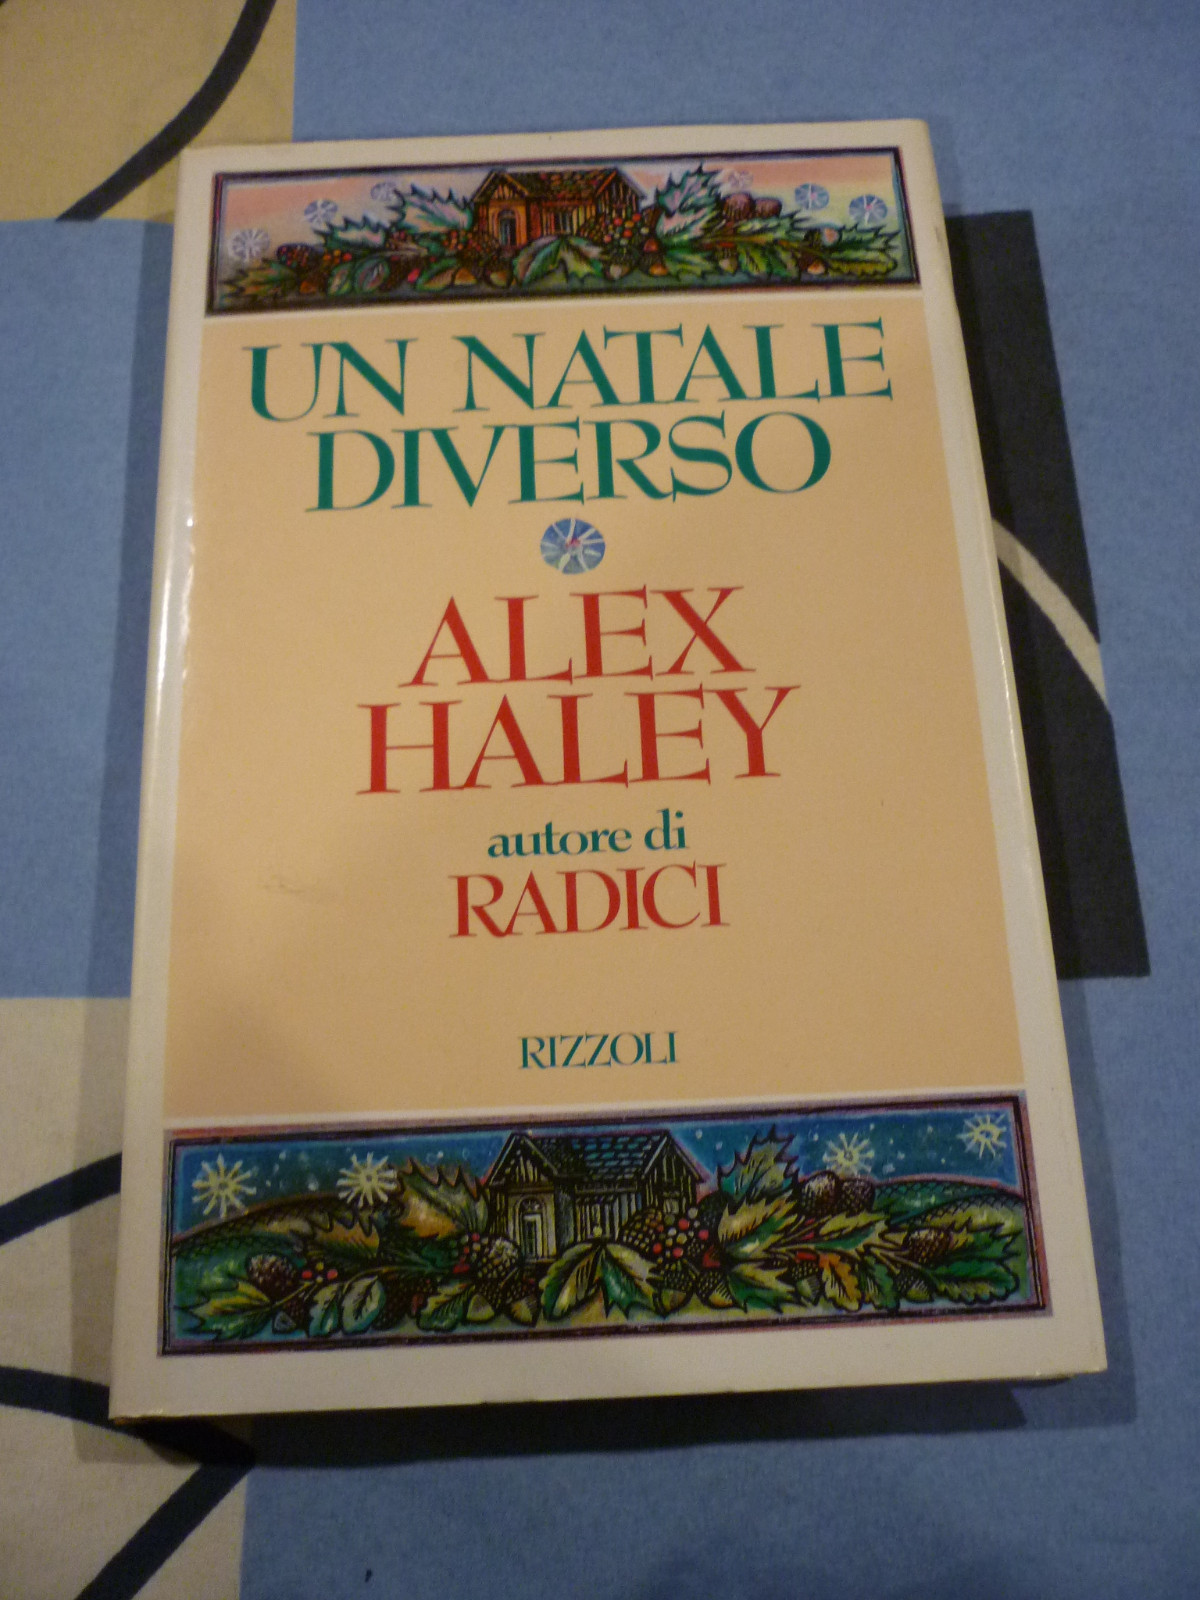 UN NATALE
DIVERSO
ALEX
HALEY
autore di
RADICI
RIZZOLI